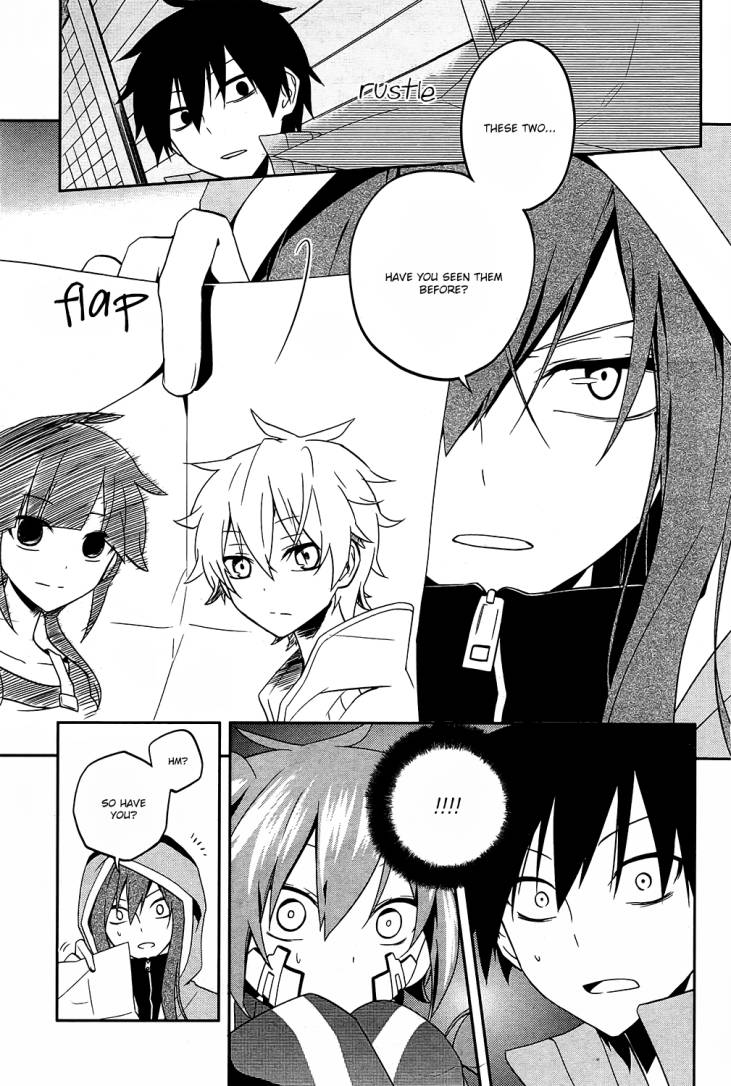 rustle
THESE TWO...
HAVE YOU SEEN THEM
BEFORE?
flap
!!!!
HM?
SO HAVE
YOU?